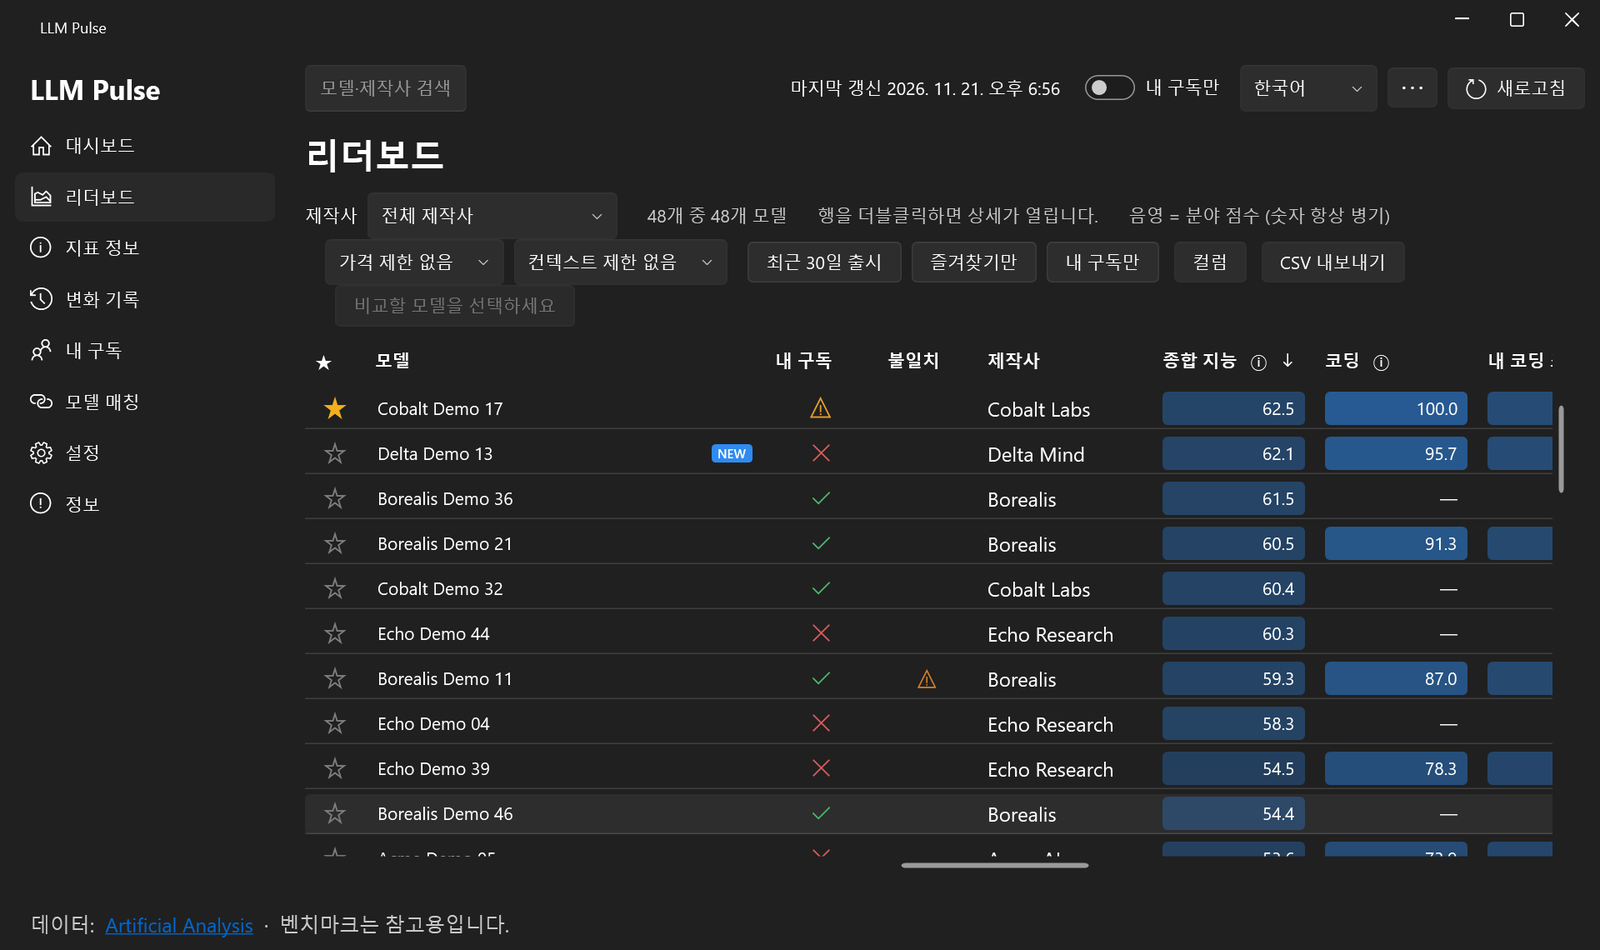 LLM Pulse
LLM Pulse
모델·제작사 검색
마지막 갱신 2026. 11. 21. 오후 6:56
내 구독만
한국어
새로고침
대시보드
리더보드
지표 정보
변화 기록
내 구독
모델 매칭
설정
정보
리더보드
제작사 전체 제작사 48개 중 48개 모델 행을 더블클릭하면 상세가 열립니다. 음영 = 분야 점수 (숫자 항상 병기)
가격 제한 없음 컨텍스트 제한 없음 최근 30일 출시 즐겨찾기만 내 구독만 컬럼 CSV 내보내기
비교할 모델을 선택하세요
★ 모델 내 구독 불일치 제작사 종합 지능 ↓ 코딩 내 코딩
Cobalt Demo 17 Cobalt Labs 62.5 100.0
Delta Demo 13 NEW Delta Mind 62.1 95.7
Borealis Demo 36 Borealis 61.5 —
Borealis Demo 21 Borealis 60.5 91.3
Cobalt Demo 32 Cobalt Labs 60.4 —
Echo Demo 44 Echo Research 60.3 —
Borealis Demo 11 Borealis 59.3 87.0
Echo Demo 04 Echo Research 58.3 —
Echo Demo 39 Echo Research 54.5 78.3
Borealis Demo 46 Borealis 54.4 —
데이터: Artificial Analysis · 벤치마크는 참고용입니다.